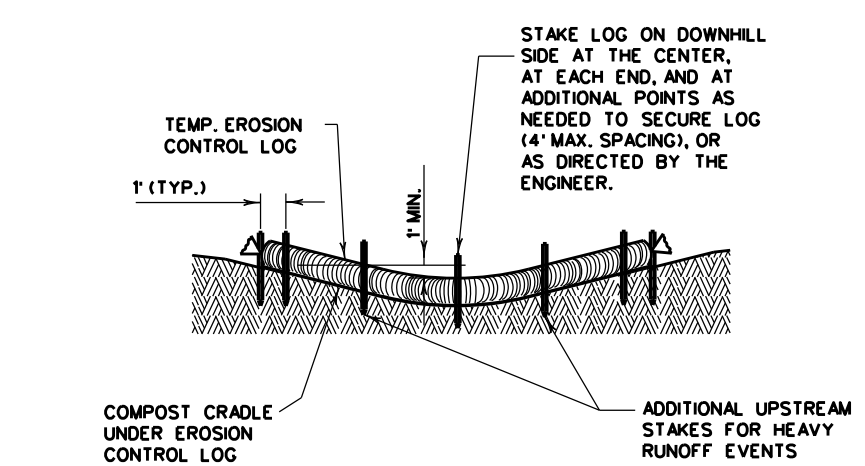 STAKE LOG ON DOWNHILL
SIDE AT THE CENTER,
AT EACH END, AND AT
ADDITIONAL POINTS AS
NEEDED TO SECURE LOG
(4' MAX. SPACING), OR
AS DIRECTED BY THE
ENGINEER.
TEMP. EROSION
CONTROL LOG
1' (TYP.)
1' MIN.
COMPOST CRADLE
UNDER EROSION
CONTROL LOG
ADDITIONAL UPSTREAM
STAKES FOR HEAVY
RUNOFF EVENTS